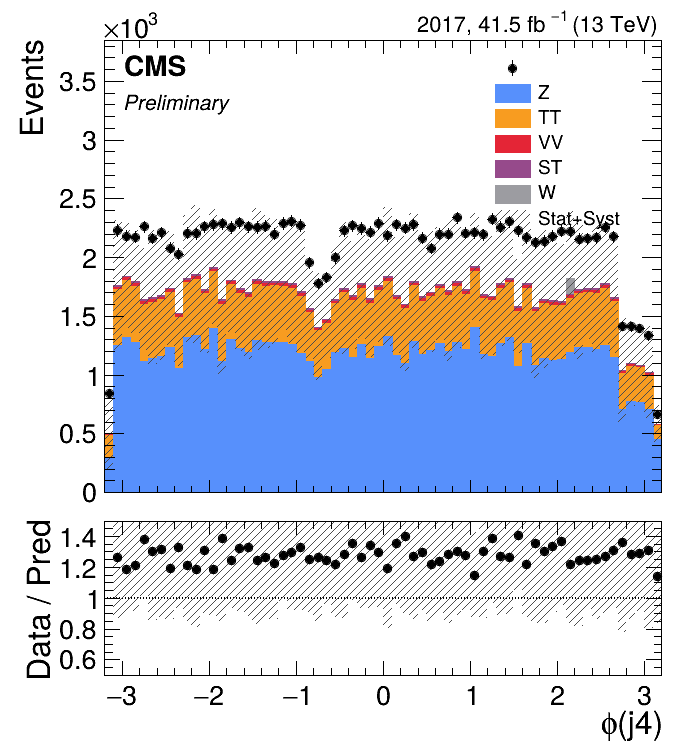 ×10³
2017, 41.5 fb ⁻¹ (13 TeV)
Events
CMS
Preliminary
Z
TT
VV
ST
W
Stat+Syst
3.5
3
2.5
2
1.5
1
0.5
0
Data / Pred
1.4
1.2
1
0.8
0.6
−3 −2 −1 0 1 2 3
ϕ(j4)